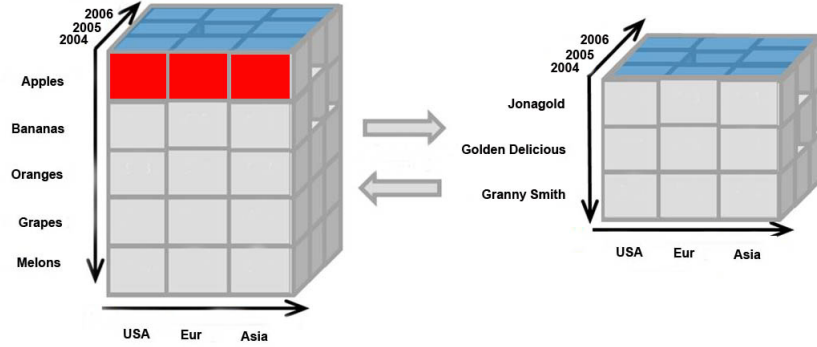 2006
2005
2004
Apples
Bananas
Oranges
Grapes
Melons
USA Eur Asia
2006
2005
2004
Jonagold
Golden Delicious
Granny Smith
USA Eur Asia